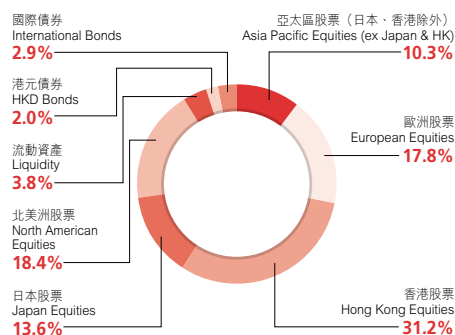 國際債券
International Bonds
2.9%
港元債券
HKD Bonds
2.0%
流動資產
Liquidity
3.8%
北美洲股票
North American
Equities
18.4%
日本股票
Japan Equities
13.6%
亞太區股票（日本、香港除外）
Asia Pacific Equities (ex Japan & HK)
10.3%
歐洲股票
European Equities
17.8%
香港股票
Hong Kong Equities
31.2%